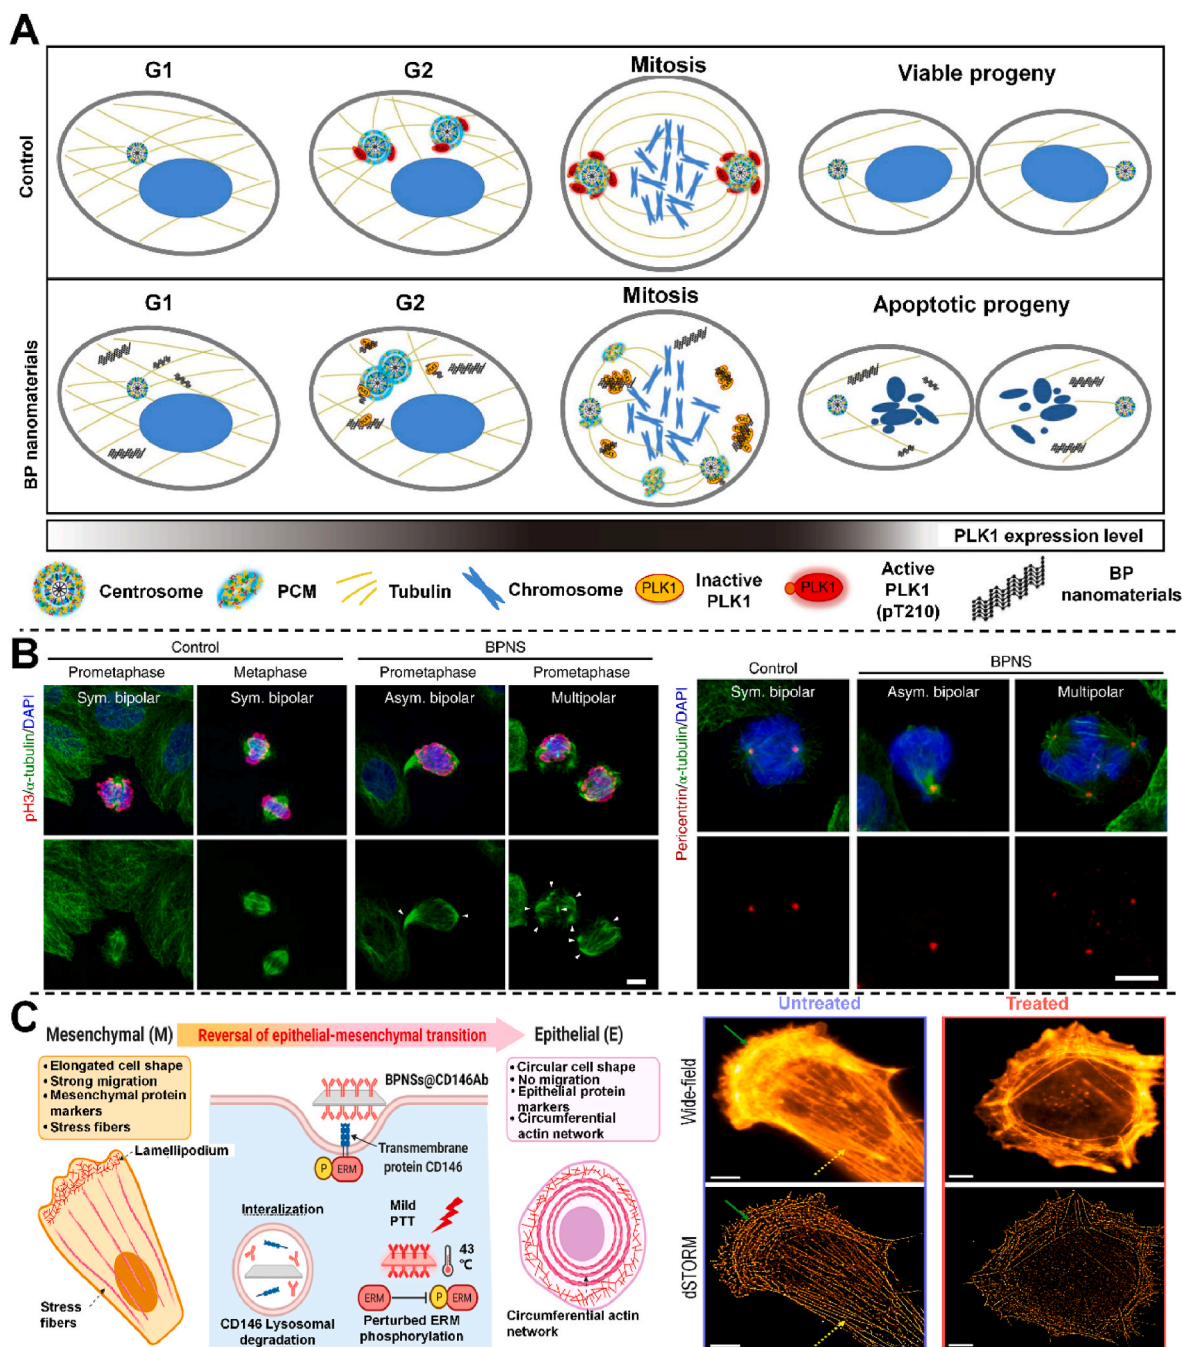 A
G1
G2
Mitosis
Viable progeny
Control
G1
G2
Mitosis
Apoptotic progeny
BP nanomaterials
PLK1 expression level
Centrosome
PCM
Tubulin
Chromosome
PLK1
Inactive
PLK1
PLK1
Active
PLK1
(pT210)
BP
nanomaterials
B
Control
BPNS
Prometaphase
Metaphase
Prometaphase
Prometaphase
Sym. bipolar
Sym. bipolar
Asym. bipolar
Multipolar
pH3/α-tubulin/DAPI
Control
BPNS
Sym. bipolar
Asym. bipolar
Multipolar
Pericentrin/α-tubulin/DAPI
C
Mesenchymal (M)
Reversal of epithelial-mesenchymal transition
Epithelial (E)
• Elongated cell shape
• Strong migration
• Mesenchymal protein
markers
• Stress fibers
Lamellipodium
Stress
fibers
BPNSs@CD146Ab
Transmembrane
protein CD146
P
ERM
Interalization
CD146 Lysosomal
degradation
Mild
PTT
43
°C
ERM
P
ERM
Perturbed ERM
phosphorylation
• Circular cell shape
• No migration
• Epithelial protein
markers
• Circumferential
actin network
Circumferential actin
network
Untreated
Treated
Wide-field
dSTORM